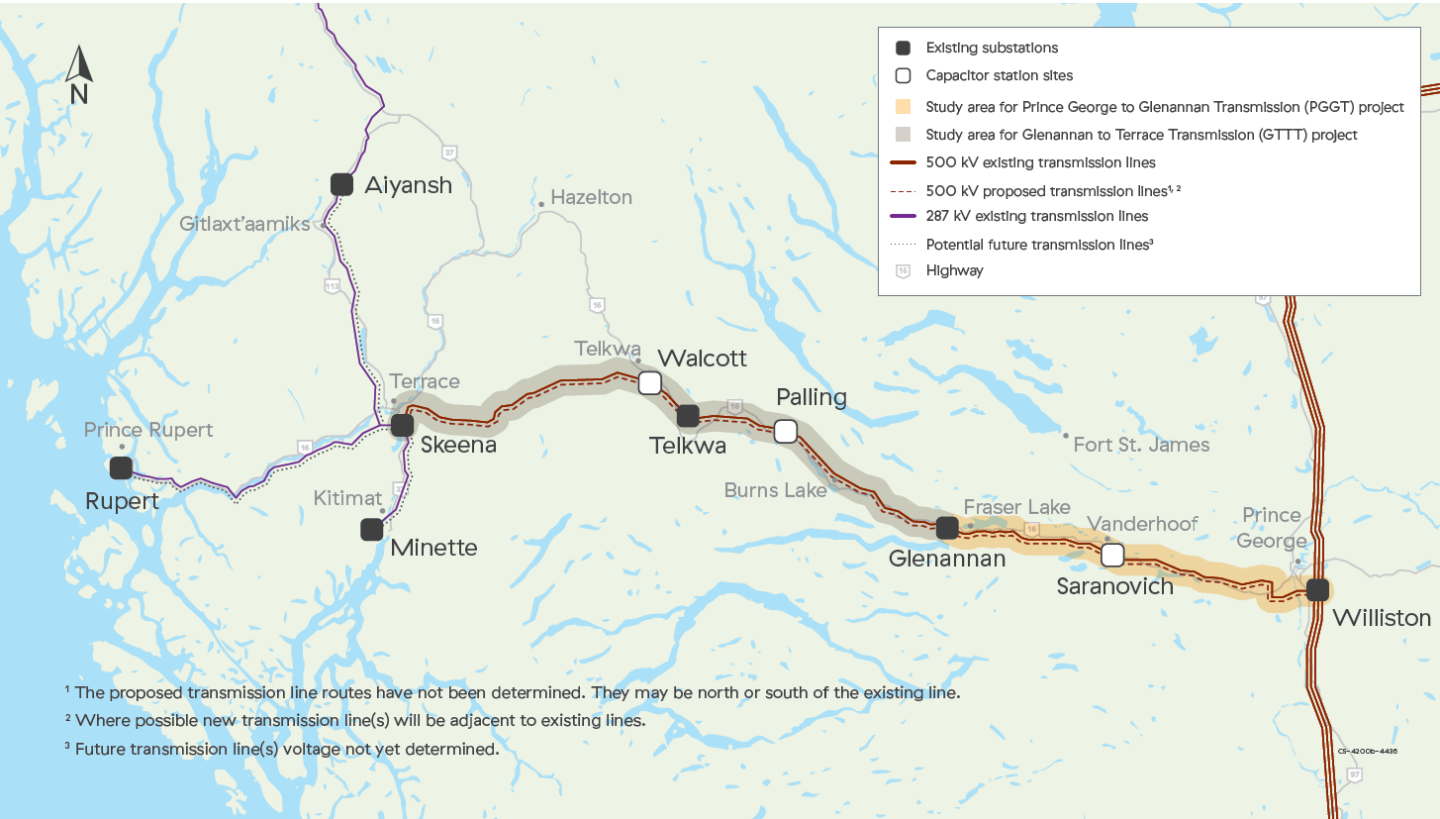 N
Existing substations
Capacitor station sites
Study area for Prince George to Glenannan Transmission (PGGT) project
Study area for Glenannan to Terrace Transmission (GTTT) project
500 kV existing transmission lines
500 kV proposed transmission lines¹, ²
287 kV existing transmission lines
Potential future transmission lines³
16 Highway
37
Aiyansh
Hazelton
Gitlaxt'aamiks
113
16
16
97
Telkwa
Walcott
Terrace
Palling
16
Prince Rupert
16
Skeena
Telkwa
Fort St. James
Rupert
Kitimat
37
Burns Lake
Fraser Lake
Vanderhoof
Prince
George
16
Minette
Glenannan
Saranovich
Williston
¹ The proposed transmission line routes have not been determined. They may be north or south of the existing line.
² Where possible new transmission line(s) will be adjacent to existing lines.
³ Future transmission line(s) voltage not yet determined.
CS-4200b-4436
97